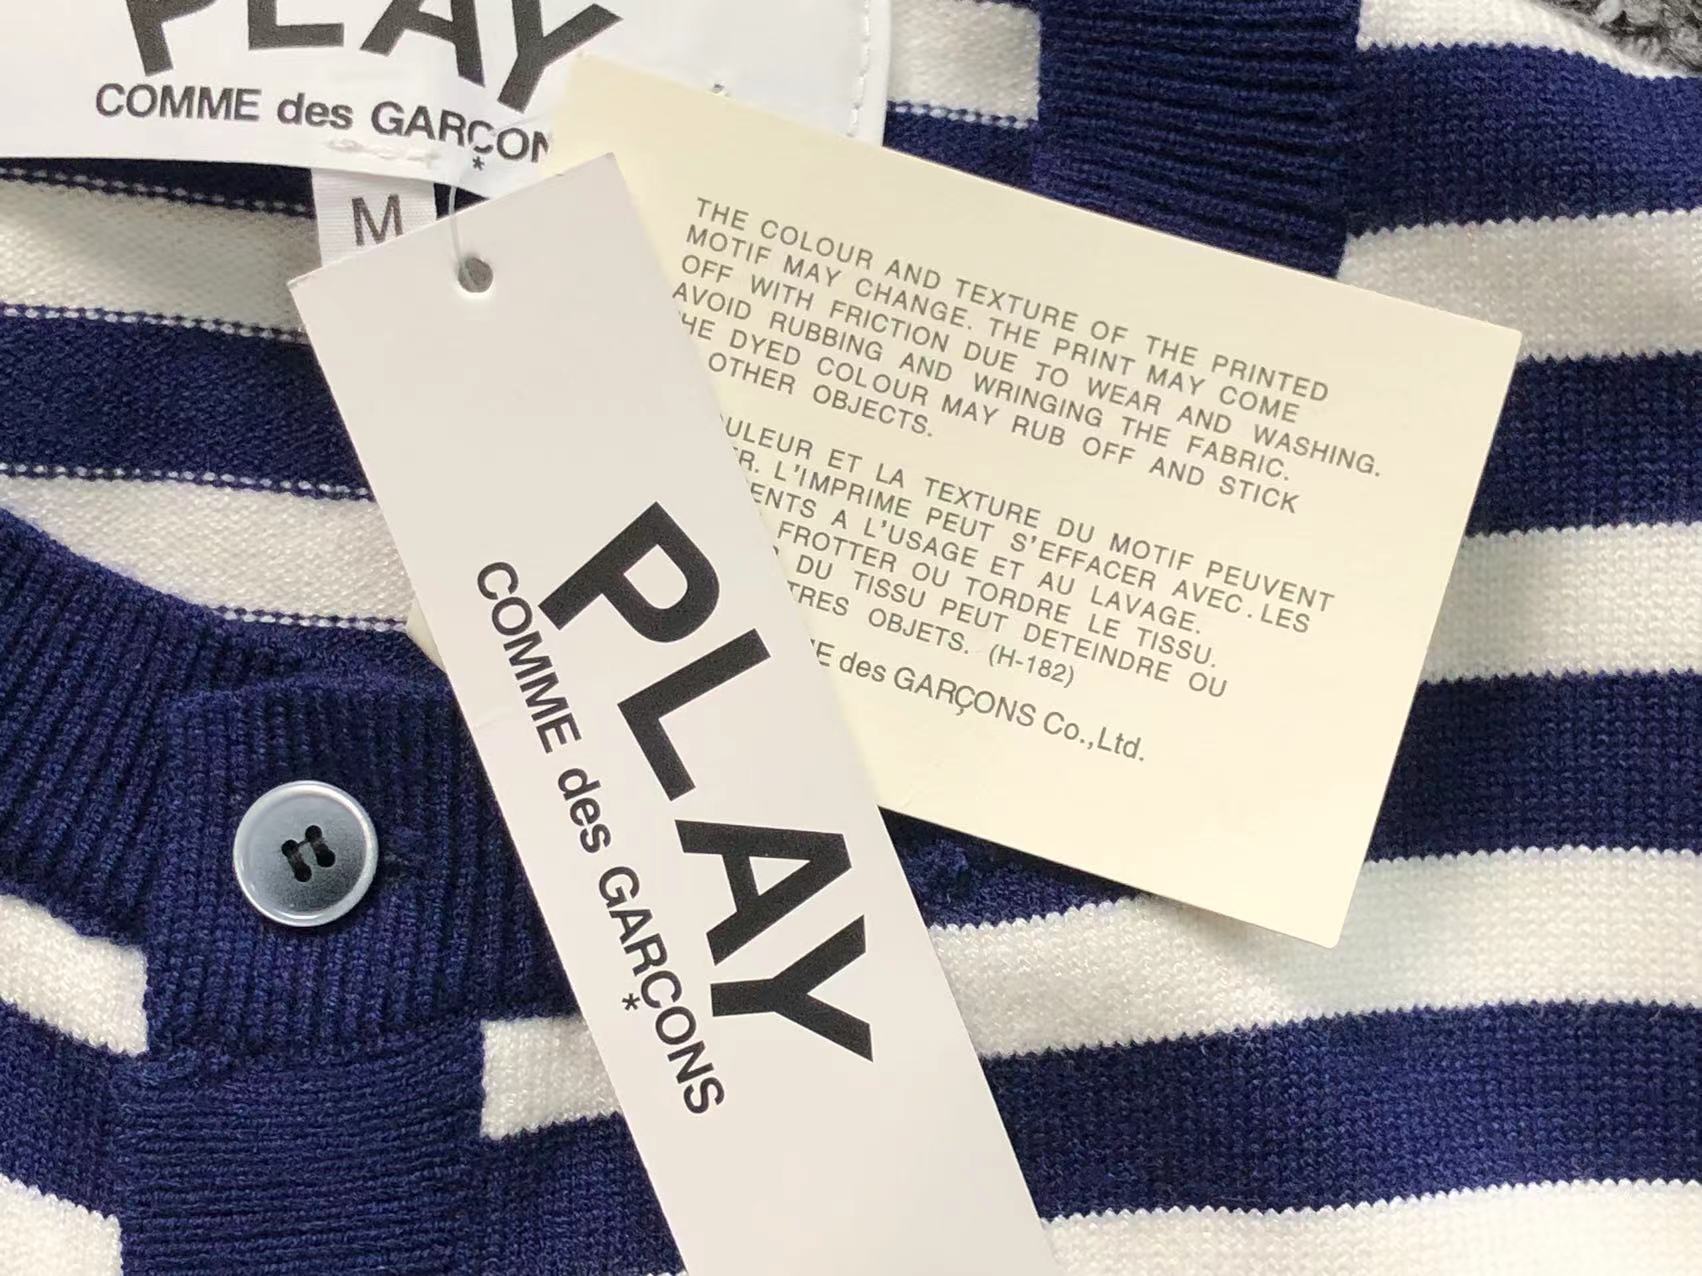 PLAY
COMME des GARÇON
*
M
THE COLOUR AND TEXTURE OF THE PRINTED
MOTIF MAY CHANGE. THE PRINT MAY COME
OFF WITH FRICTION DUE TO WEAR AND WASHING.
AVOID RUBBING AND WRINGING THE FABRIC.
HE DYED COLOUR MAY RUB OFF AND STICK
OTHER OBJECTS.
ULEUR ET LA TEXTURE DU MOTIF PEUVENT
ER. L'IMPRIME PEUT S'EFFACER AVEC.LES
ENTS A L'USAGE ET AU LAVAGE.
FROTTER OU TORDRE LE TISSU.
DU TISSU PEUT DETEINDRE OU
TRES OBJETS. (H-182)
E des GARÇONS Co.,Ltd.
PLAY
COMME des GARÇONS
*